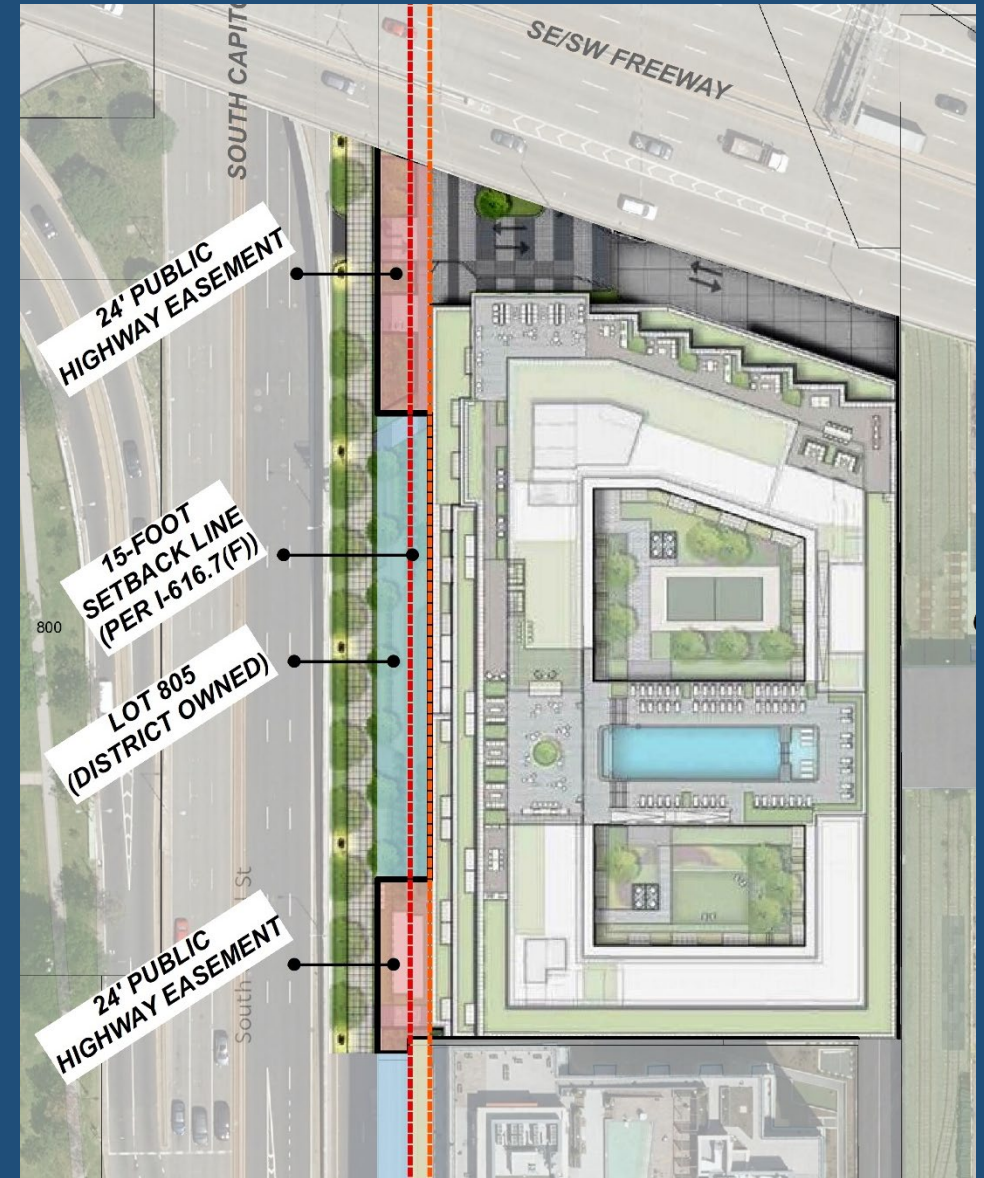 SOUTH CAPITO
SE/SW FREEWAY
24' PUBLIC
HIGHWAY EASEMENT
15-FOOT
SETBACK LINE
(PER I-616.7(F))
800
LOT 805
(DISTRICT OWNED)
South
St
24' PUBLIC
HIGHWAY EASEMENT